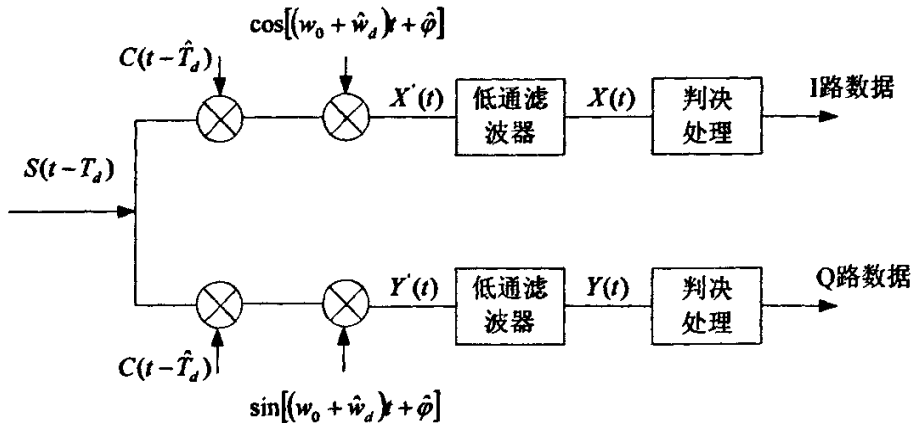 cos[(w₀ + ŵ_d)t + φ̂]
C(t − T̂_d)
X'(t)
低通滤
波器
X(t)
判决
处理
I路数据
S(t − T_d)
Y'(t)
低通滤
波器
Y(t)
判决
处理
Q路数据
C(t − T̂_d)
sin[(w₀ + ŵ_d)t + φ̂]